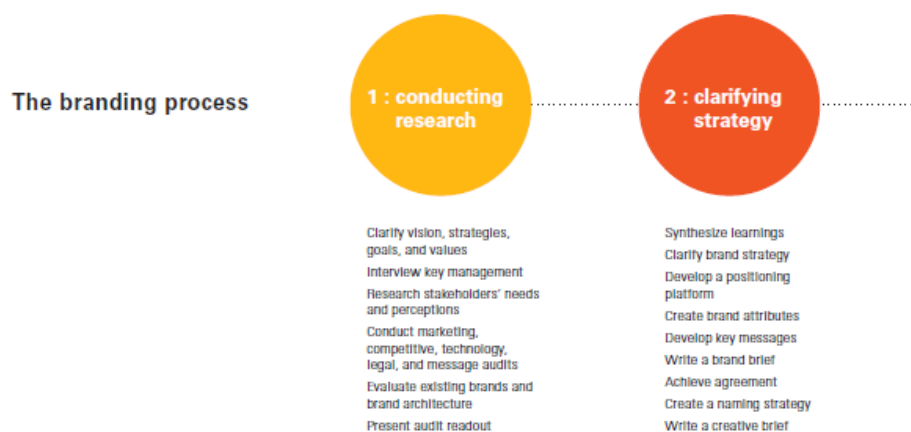 The branding process
1 : conducting
research
2 : clarifying
strategy
Clarify vision, strategies,
goals, and values
Interview key management
Research stakeholders' needs
and perceptions
Conduct marketing,
competitive, technology,
legal, and message audits
Evaluate existing brands and
brand architecture
Present audit readout
Synthesize learnings
Clarify brand strategy
Develop a positioning
platform
Create brand attributes
Develop key messages
Write a brand brief
Achieve agreement
Create a naming strategy
Write a creative brief